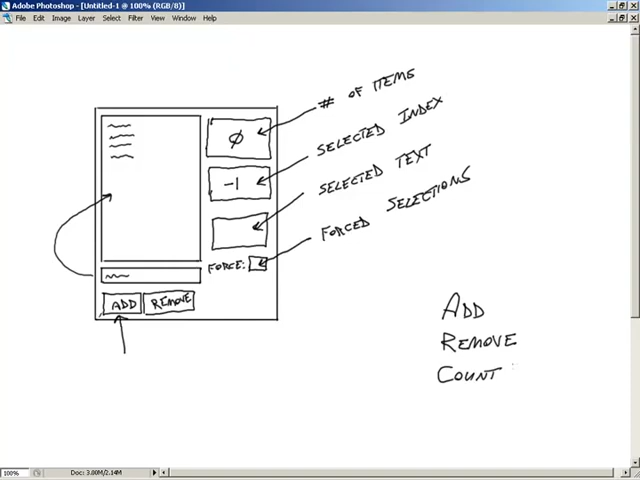 Adobe Photoshop - [Untitled-1 @ 100% (RGB/8)]
File Edit Image Layer Select Filter View Window Help
# OF ITEMS
SELECTED INDEX
SELECTED TEXT
FORCED SELECTIONS
Ø
-1
FORCE:
ADD REMOVE
ADD
REMOVE
COUNT
100% Doc: 3.80M/2.14M